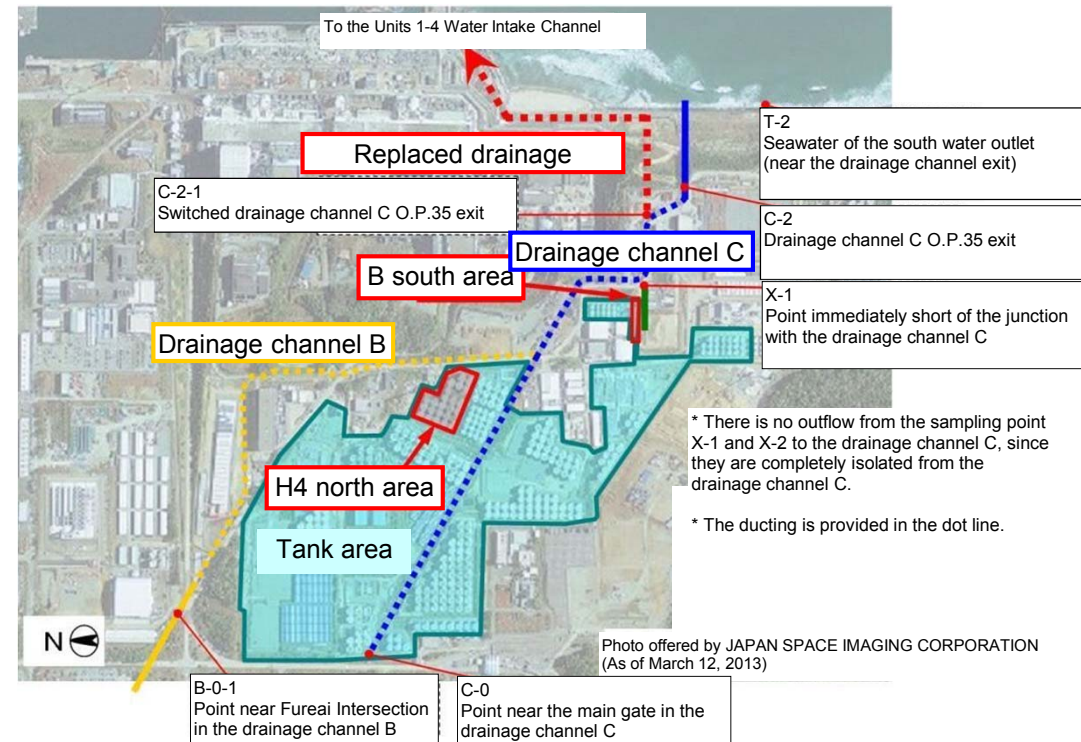 To the Units 1-4 Water Intake Channel
T-2
Seawater of the south water outlet
(near the drainage channel exit)
Replaced drainage
C-2-1
Switched drainage channel C O.P.35 exit
C-2
Drainage channel C O.P.35 exit
Drainage channel C
B south area
X-1
Point immediately short of the junction
with the drainage channel C
Drainage channel B
* There is no outflow from the sampling point
X-1 and X-2 to the drainage channel C, since
they are completely isolated from the
drainage channel C.
* The ducting is provided in the dot line.
H4 north area
Tank area
N
Photo offered by JAPAN SPACE IMAGING CORPORATION
(As of March 12, 2013)
B-0-1
Point near Fureai Intersection
in the drainage channel B
C-0
Point near the main gate in the
drainage channel C